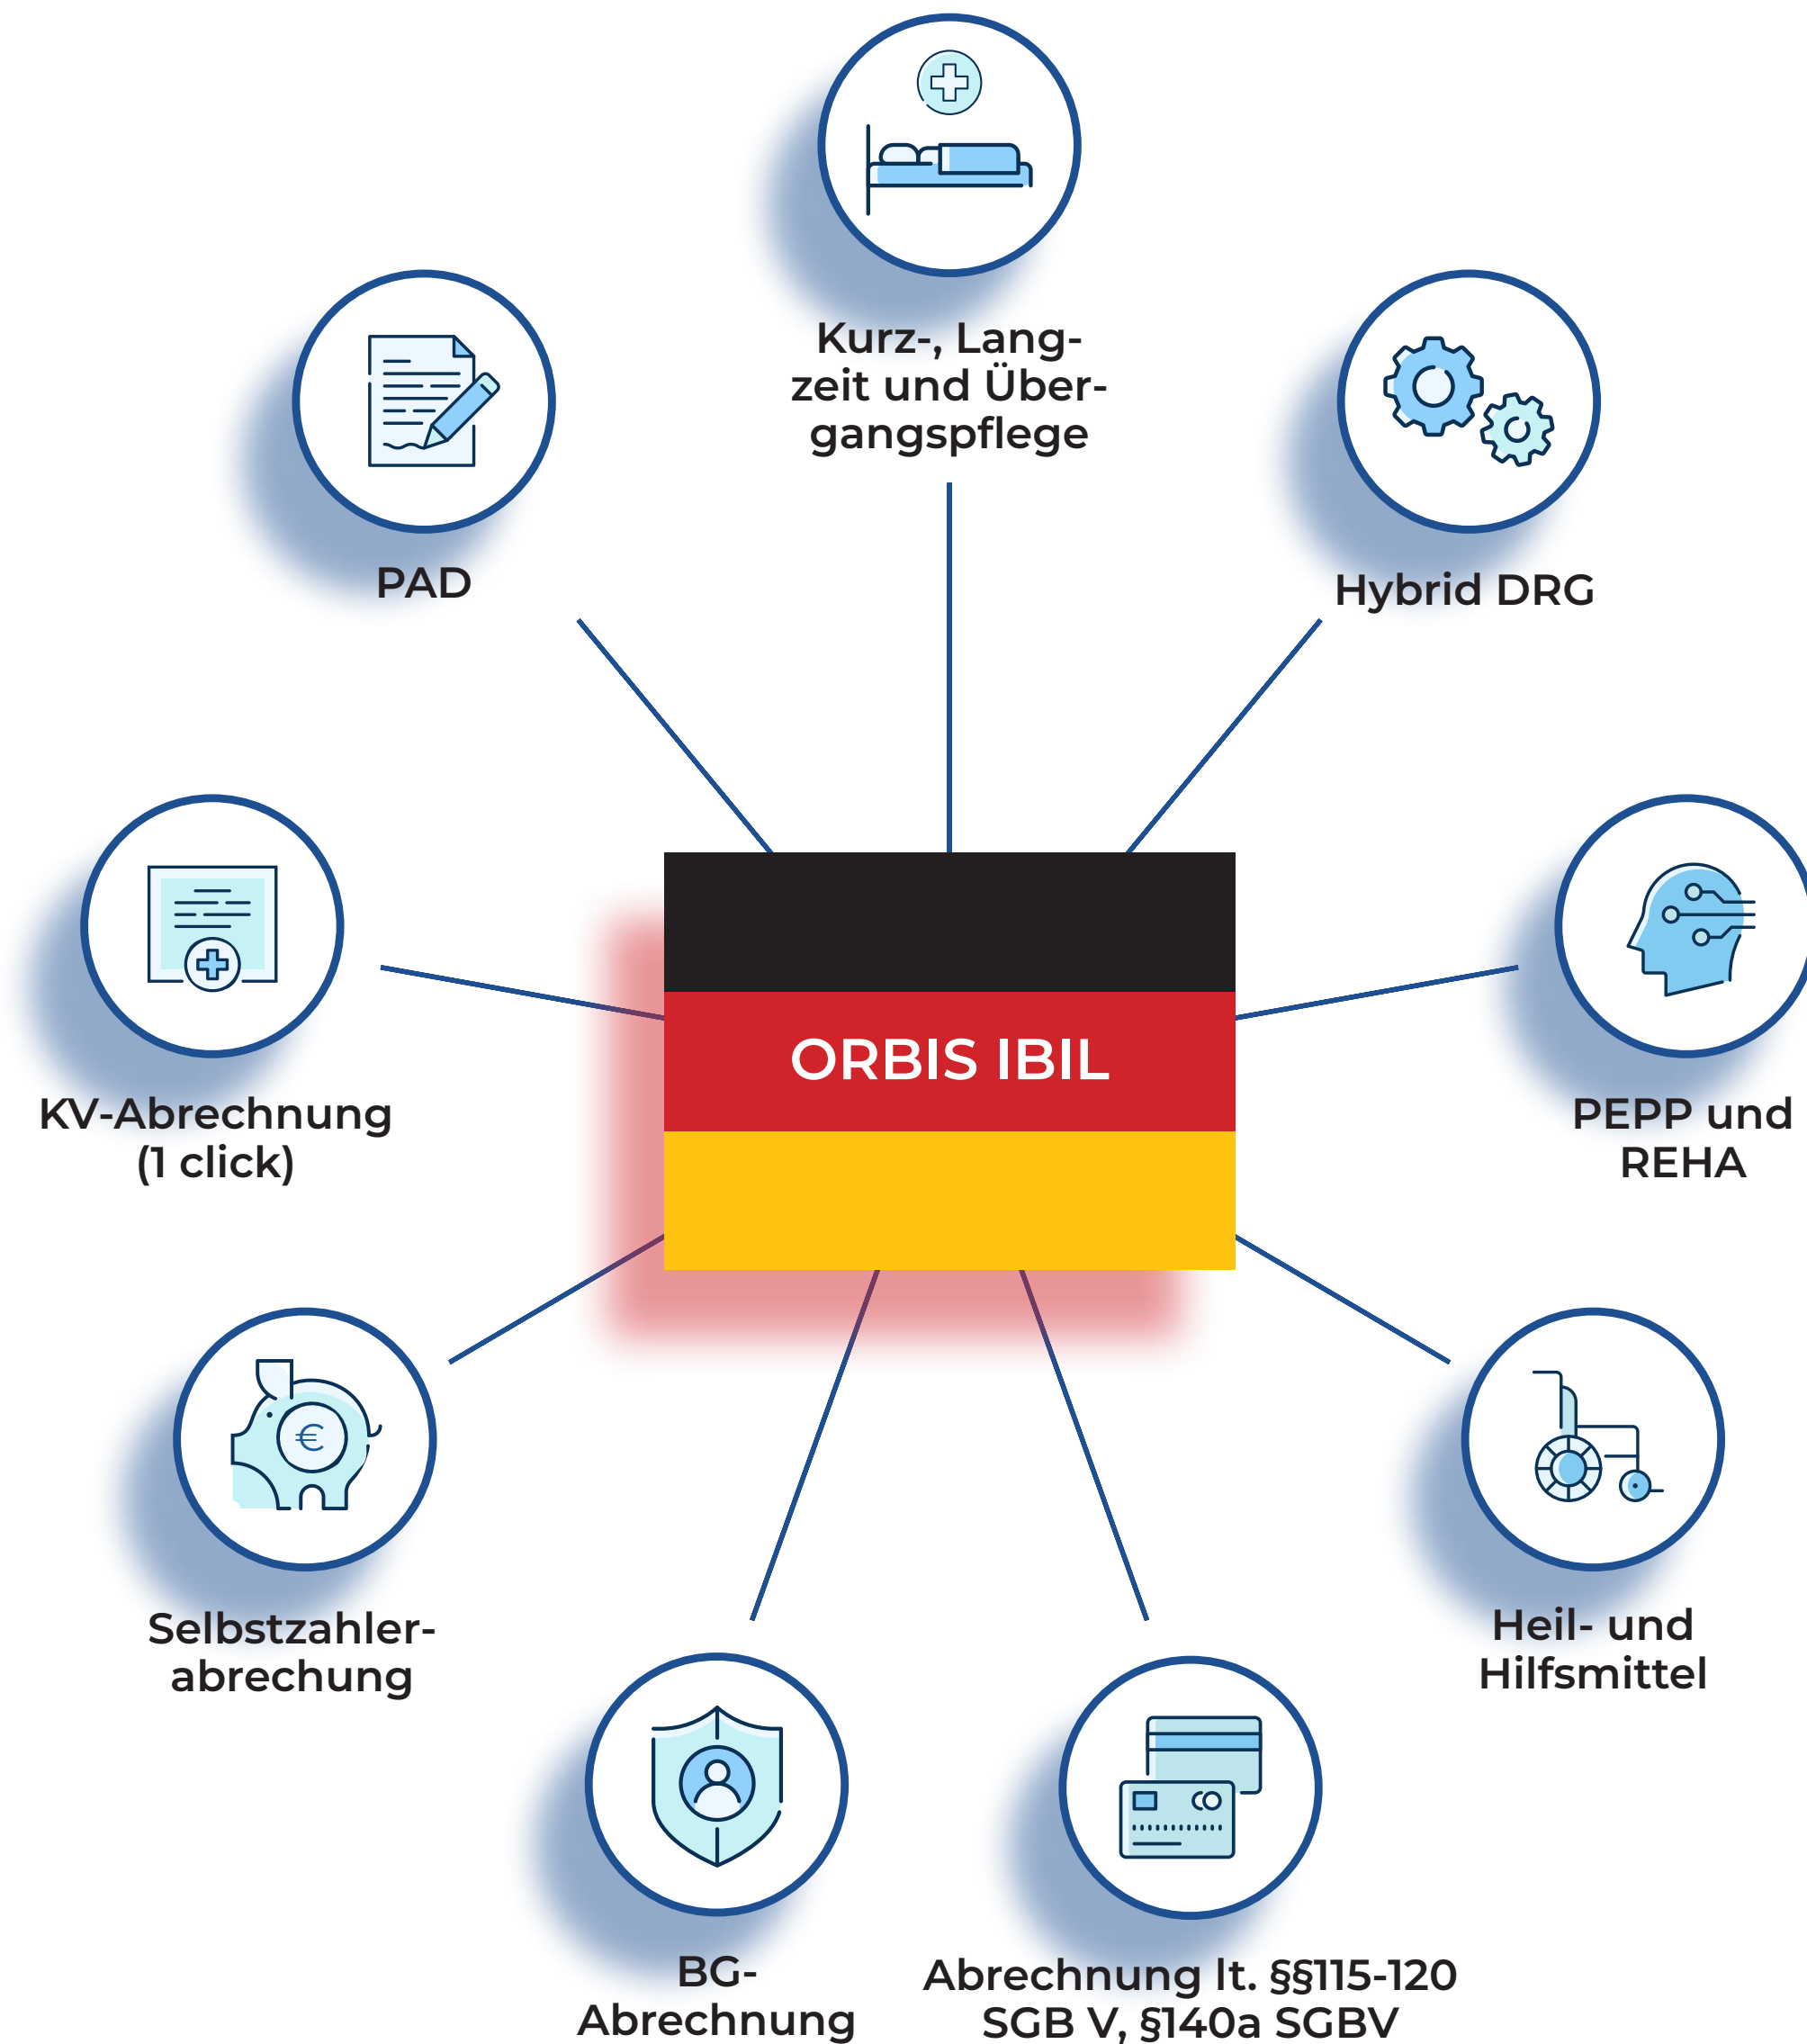 Kurz-, Lang-
zeit und Über-
gangspflege
PAD
Hybrid DRG
ORBIS IBIL
KV-Abrechnung
(1 click)
PEPP und
REHA
€
Selbstzahler-
abrechung
Heil- und
Hilfsmittel
BG-
Abrechnung
Abrechnung lt. §§115-120
SGB V, §140a SGBV